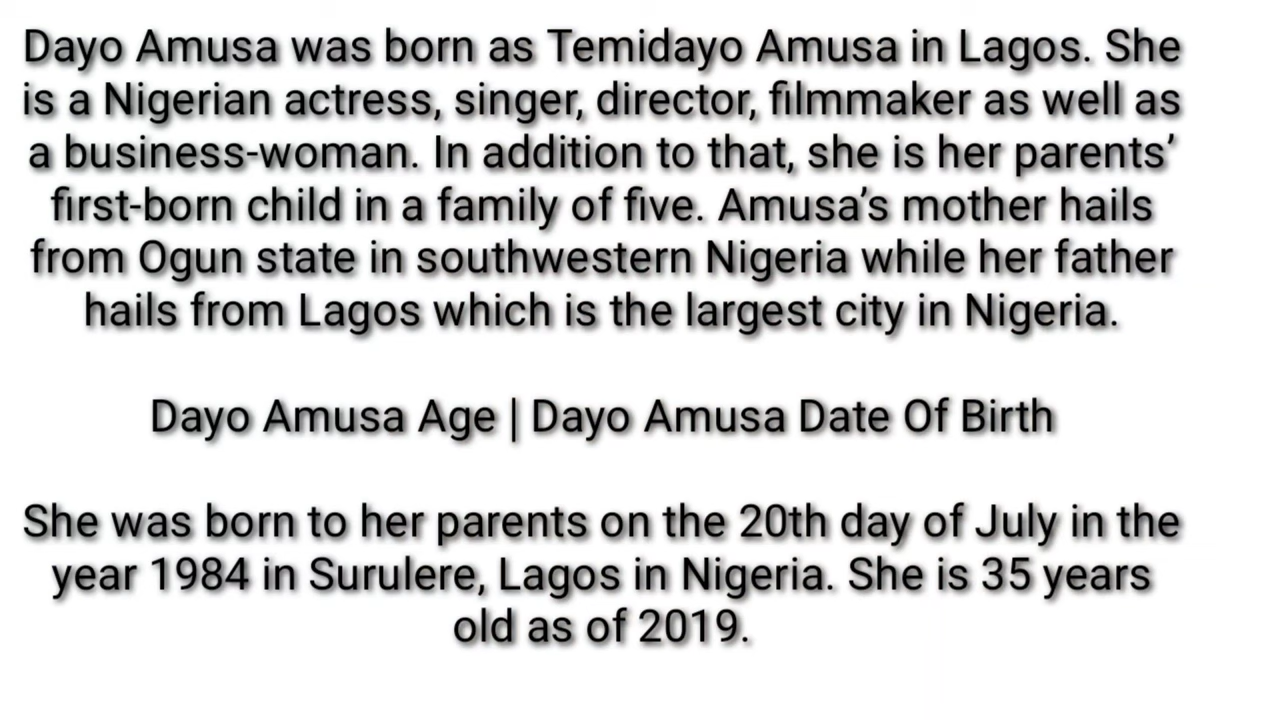 Dayo Amusa was born as Temidayo Amusa in Lagos. She
is a Nigerian actress, singer, director, filmmaker as well as
a business-woman. In addition to that, she is her parents’
first-born child in a family of five. Amusa’s mother hails
from Ogun state in southwestern Nigeria while her father
hails from Lagos which is the largest city in Nigeria.
Dayo Amusa Age | Dayo Amusa Date Of Birth
She was born to her parents on the 20th day of July in the
year 1984 in Surulere, Lagos in Nigeria. She is 35 years
old as of 2019.